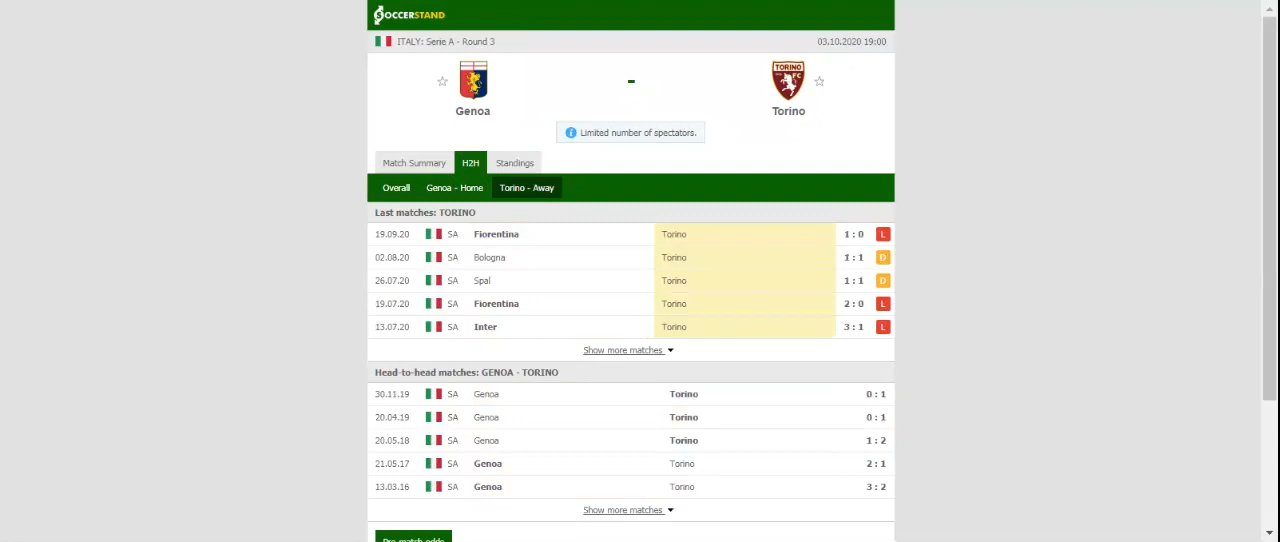 SOCCERSTAND
ITALY: Serie A - Round 3 03.10.2020 19:00
TORINO FC
Genoa - Torino
Limited number of spectators.
Match Summary H2H Standings
Overall Genoa - Home Torino - Away
Last matches: TORINO
19.09.20 SA Fiorentina Torino 1 : 0 L
02.08.20 SA Bologna Torino 1 : 1 D
26.07.20 SA Spal Torino 1 : 1 D
19.07.20 SA Fiorentina Torino 2 : 0 L
13.07.20 SA Inter Torino 3 : 1 L
Show more matches
Head-to-head matches: GENOA - TORINO
30.11.19 SA Genoa Torino 0 : 1
20.04.19 SA Genoa Torino 0 : 1
20.05.18 SA Genoa Torino 1 : 2
21.05.17 SA Genoa Torino 2 : 1
13.03.16 SA Genoa Torino 3 : 2
Show more matches
Pre-match odds